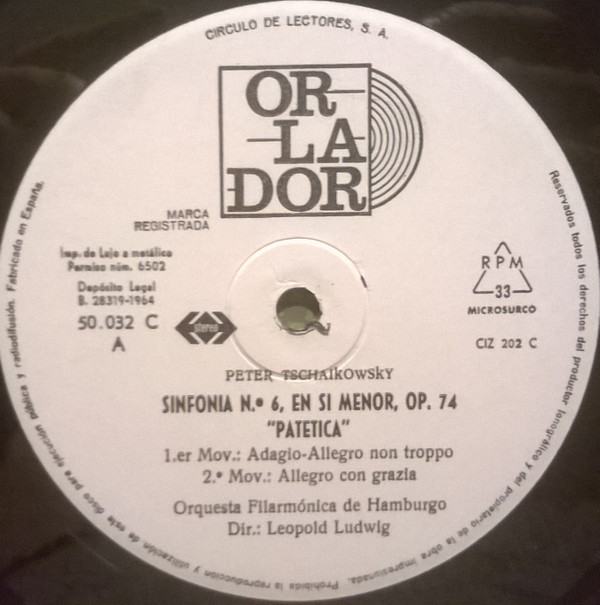 CIRCULO DE LECTORES, S. A.
OR
LA
DOR
MARCA
REGISTRADA
Imp. de Lujo a metálico
Permiso núm. 6502
Depósito Legal
B. 28319-1964
50.032 C
A
stereo
RPM
33
MICROSURCO
CIZ 202 C
PETER TSCHAIKOWSKY
SINFONIA N.º 6, EN SI MENOR, OP. 74
"PATETICA"
1.er Mov.: Adagio-Allegro non troppo
2.º Mov.: Allegro con grazia
Orquesta Filarmónica de Hamburgo
Dir.: Leopold Ludwig
Reservados todos los derechos del productor fonográfico y del propietario de la obra impresionada. Prohibida la reproducción y utilización de este disco para ejecución pública y radiodifusión. Fabricado en España.